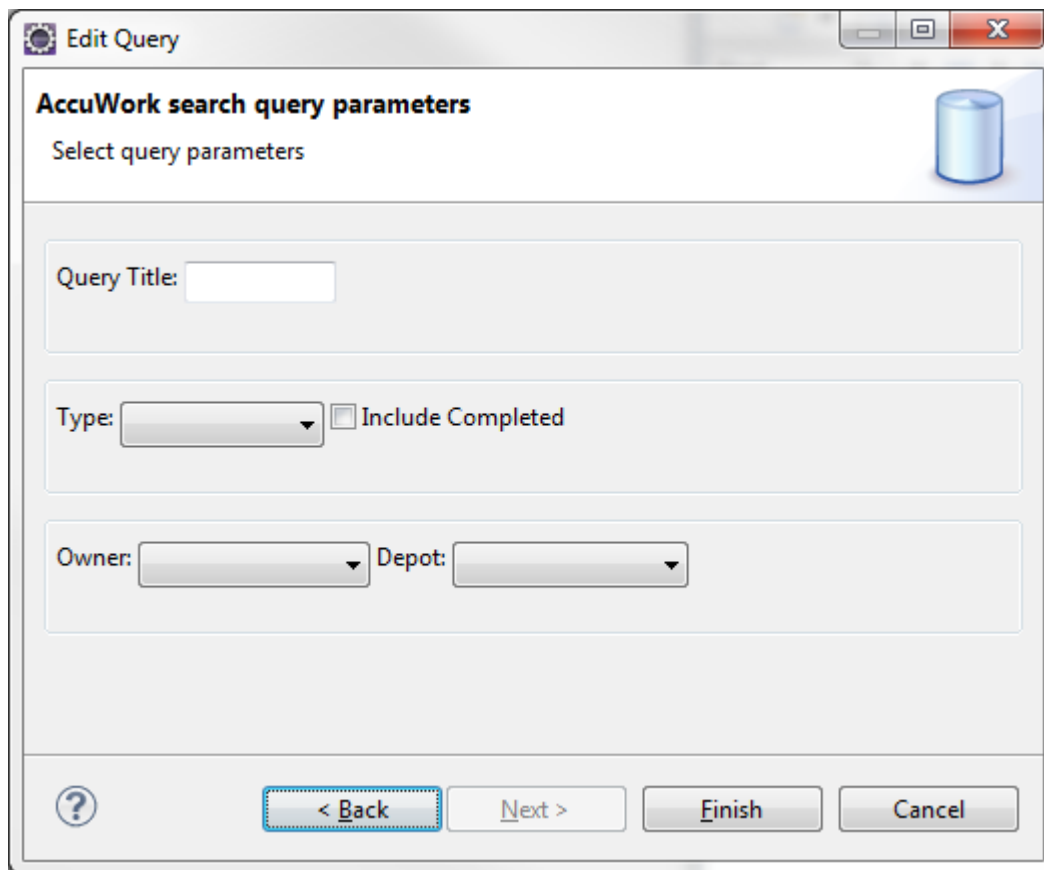 Edit Query
AccuWork search query parameters
Select query parameters
Query Title:
Type: Include Completed
Owner: Depot:
? < Back Next > Finish Cancel